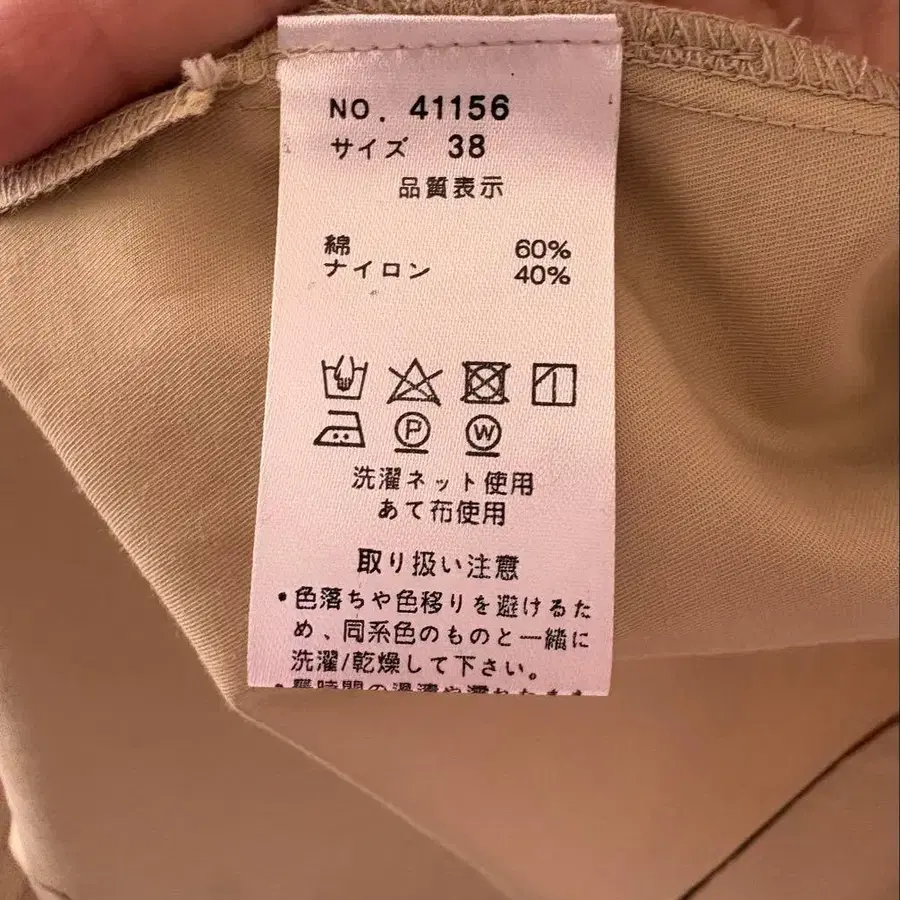 NO. 41156
サイズ 38
品質表示
綿 60%
ナイロン 40%
P W
洗濯ネット使用
あて布使用
取り扱い注意
•色落ちや色移りを避けるた
め、同系色のものと一緒に
洗濯/乾燥して下さい。